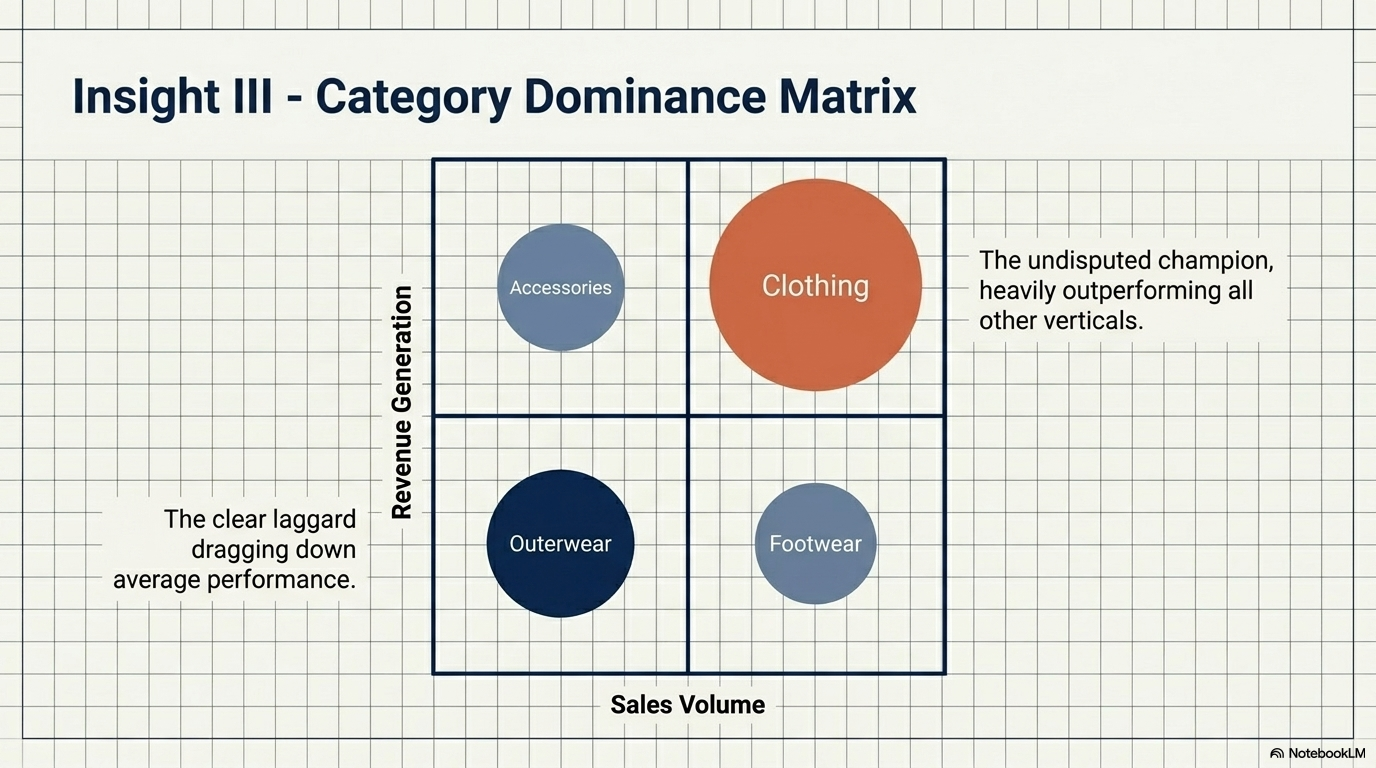 Insight III - Category Dominance Matrix
Accessories
Clothing
The undisputed champion,
heavily outperforming all
other verticals.
Revenue Generation
The clear laggard
dragging down
average performance.
Outerwear
Footwear
Sales Volume
NotebookLM